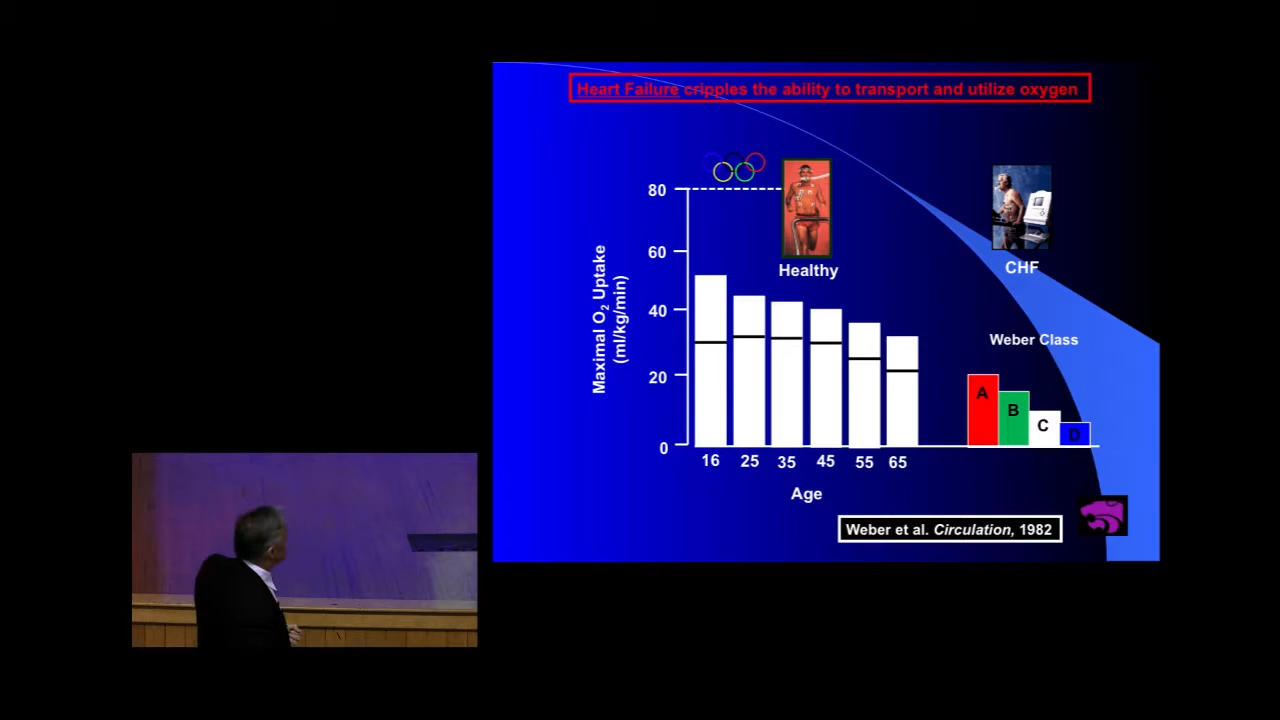 Heart Failure cripples the ability to transport and utilize oxygen
80
60
40
20
0
Maximal O2 Uptake
(ml/kg/min)
Healthy
CHF
Weber Class
A
B
C
D
16 25 35 45 55 65
Age
Weber et al. Circulation, 1982